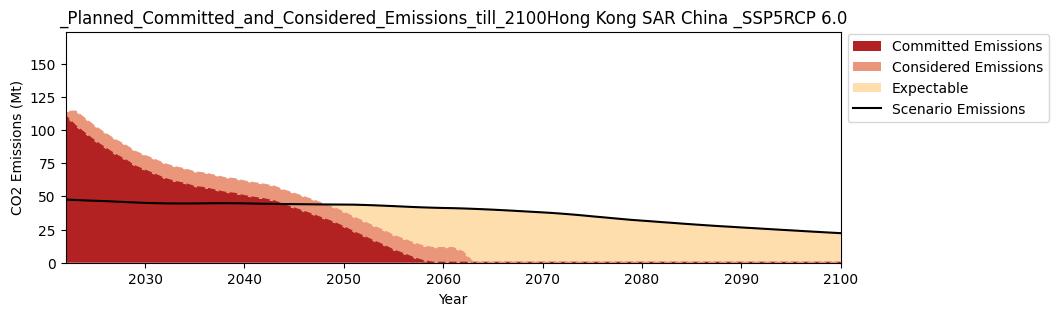 _Planned_Committed_and_Considered_Emissions_till_2100Hong Kong SAR China _SSP5RCP 6.0
CO2 Emissions (Mt)
150
125
100
75
50
25
0
2030 2040 2050 2060 2070 2080 2090 2100
Year
Committed Emissions
Considered Emissions
Expectable
Scenario Emissions